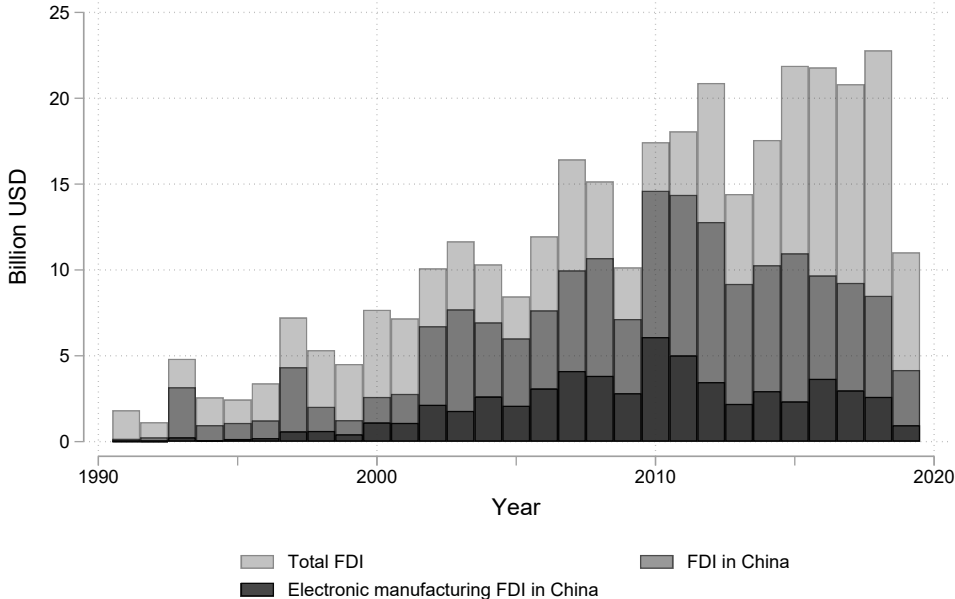 25
20
15
10
5
0
Billion USD
1990 2000 2010 2020
Year
Total FDI FDI in China
Electronic manufacturing FDI in China